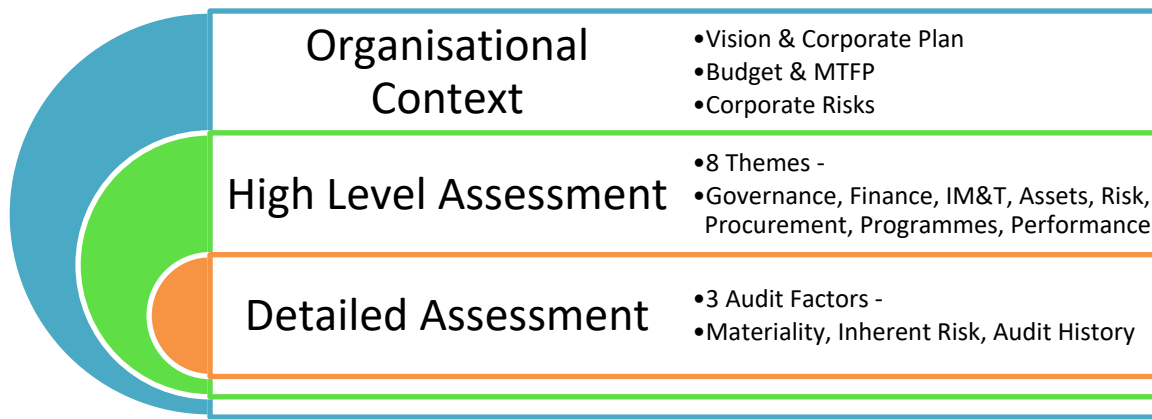 Organisational
Context
•Vision & Corporate Plan
•Budget & MTFP
•Corporate Risks
High Level Assessment
•8 Themes -
•Governance, Finance, IM&T, Assets, Risk,
Procurement, Programmes, Performance
Detailed Assessment
•3 Audit Factors -
•Materiality, Inherent Risk, Audit History